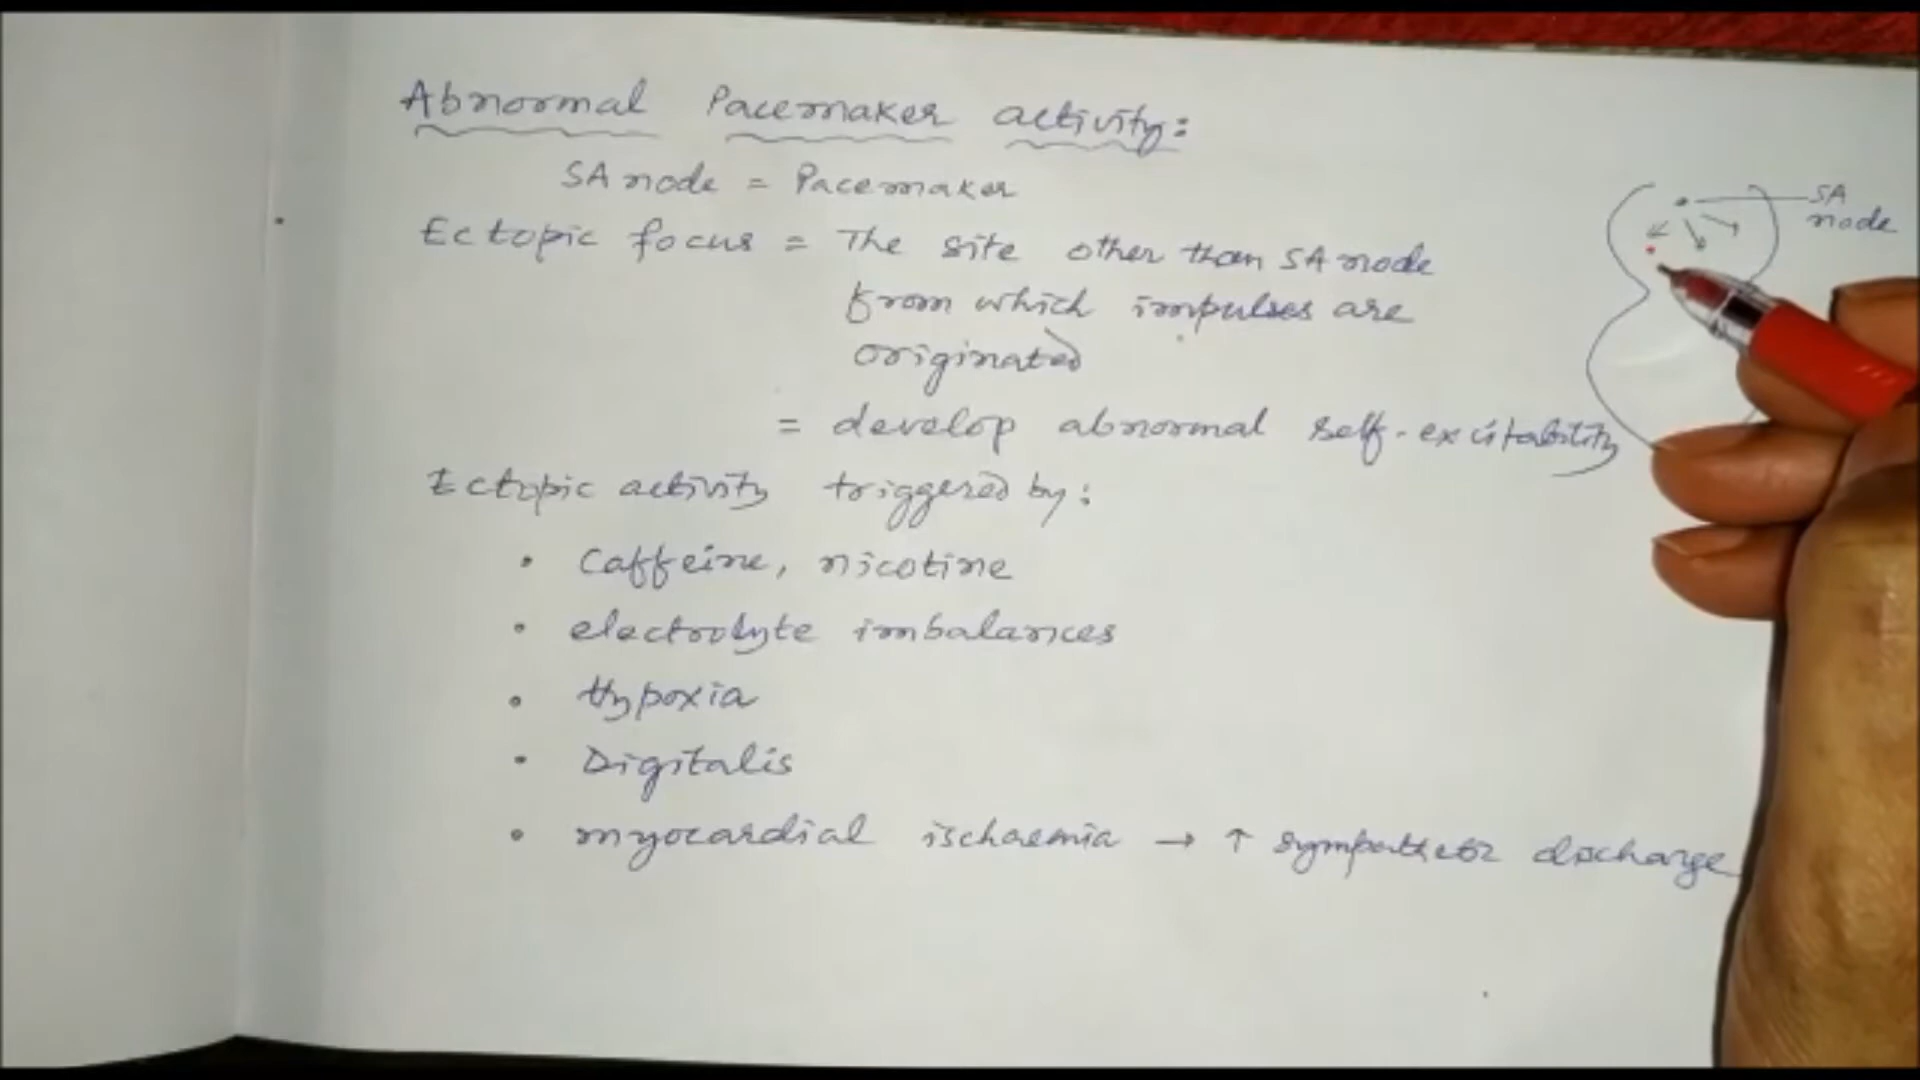 Abnormal Pacemaker activity:
SA node = Pacemaker
SA
node
Ectopic focus = The site other than SA node
from which impulses are
originated
= develop abnormal self-excitability
Ectopic activity triggered by:
• Caffeine, nicotine
• electrolyte imbalances
• Hypoxia
• Digitalis
• myocardial ischaemia → ↑ sympathetic discharge